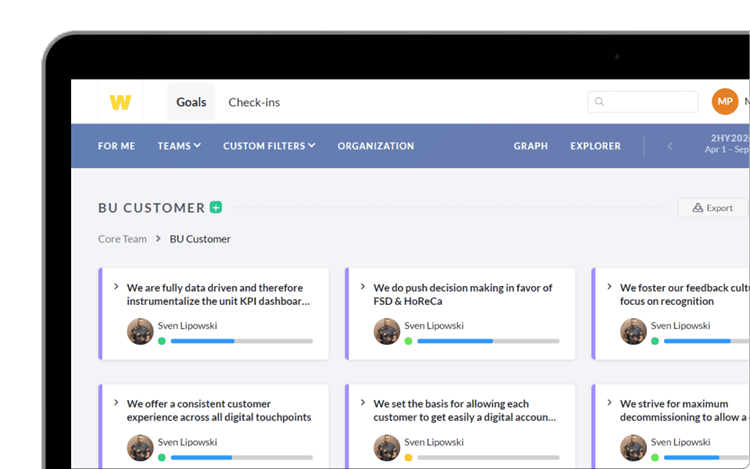 W
Goals Check-ins
MP
FOR ME TEAMS CUSTOM FILTERS ORGANIZATION GRAPH EXPLORER
2HY202
Apr 1 – Sep
BU CUSTOMER
Export
Core Team > BU Customer
We are fully data driven and therefore
instrumentalize the unit KPI dashboar...
Sven Lipowski
We do push decision making in favor of
FSD & HoReCa
Sven Lipowski
We foster our feedback cult
focus on recognition
Sven Lipowski
We offer a consistent customer
experience across all digital touchpoints
Sven Lipowski
We set the basis for allowing each
customer to get easily a digital accoun...
Sven Lipowski
We strive for maximum
decommissioning to allow a
Sven Lipowski